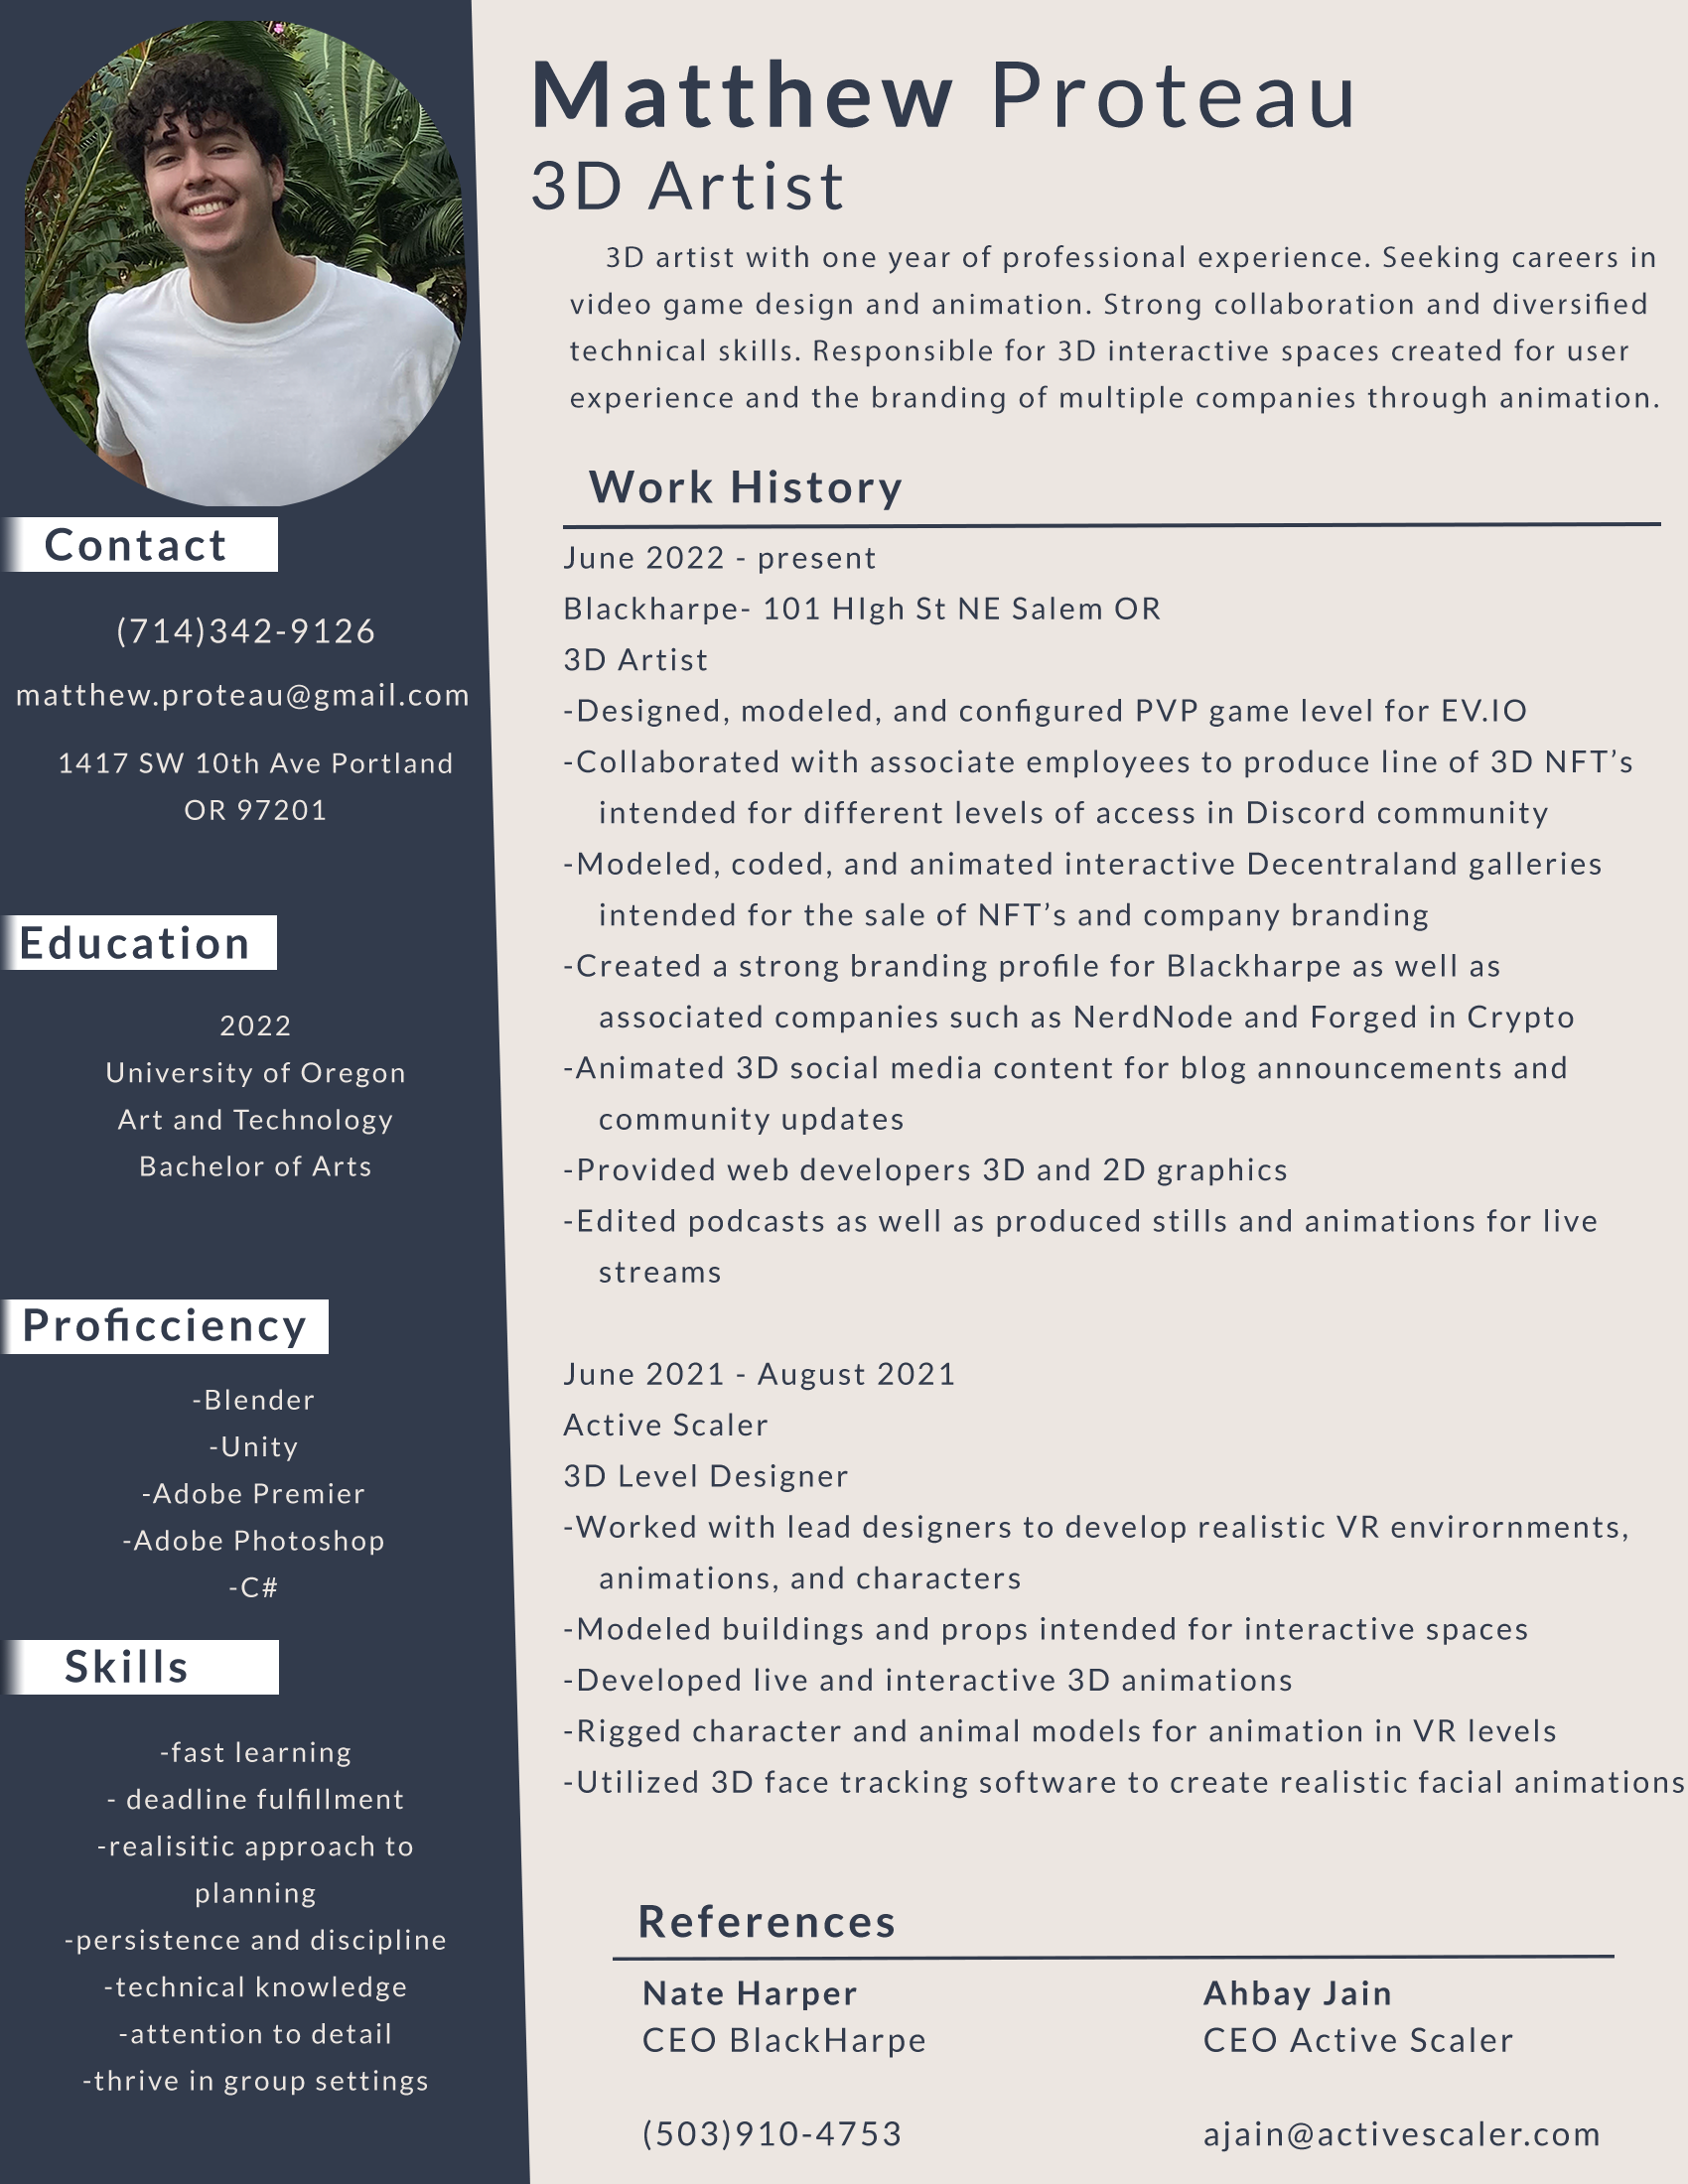 Matthew Proteau
3D Artist
3D artist with one year of professional experience. Seeking careers in
video game design and animation. Strong collaboration and diversified
technical skills. Responsible for 3D interactive spaces created for user
experience and the branding of multiple companies through animation.
Contact
(714)342-9126
matthew.proteau@gmail.com
1417 SW 10th Ave Portland
OR 97201
Education
2022
University of Oregon
Art and Technology
Bachelor of Arts
Proficciency
-Blender
-Unity
-Adobe Premier
-Adobe Photoshop
-C#
Skills
-fast learning
- deadline fulfillment
-realisitic approach to
planning
-persistence and discipline
-technical knowledge
-attention to detail
-thrive in group settings
Work History
June 2022 - present
Blackharpe- 101 HIgh St NE Salem OR
3D Artist
-Designed, modeled, and configured PVP game level for EV.IO
-Collaborated with associate employees to produce line of 3D NFT’s
intended for different levels of access in Discord community
-Modeled, coded, and animated interactive Decentraland galleries
intended for the sale of NFT’s and company branding
-Created a strong branding profile for Blackharpe as well as
associated companies such as NerdNode and Forged in Crypto
-Animated 3D social media content for blog announcements and
community updates
-Provided web developers 3D and 2D graphics
-Edited podcasts as well as produced stills and animations for live
streams
June 2021 - August 2021
Active Scaler
3D Level Designer
-Worked with lead designers to develop realistic VR envirornments,
animations, and characters
-Modeled buildings and props intended for interactive spaces
-Developed live and interactive 3D animations
-Rigged character and animal models for animation in VR levels
-Utilized 3D face tracking software to create realistic facial animations
References
Nate Harper
CEO BlackHarpe
(503)910-4753
Ahbay Jain
CEO Active Scaler
ajain@activescaler.com